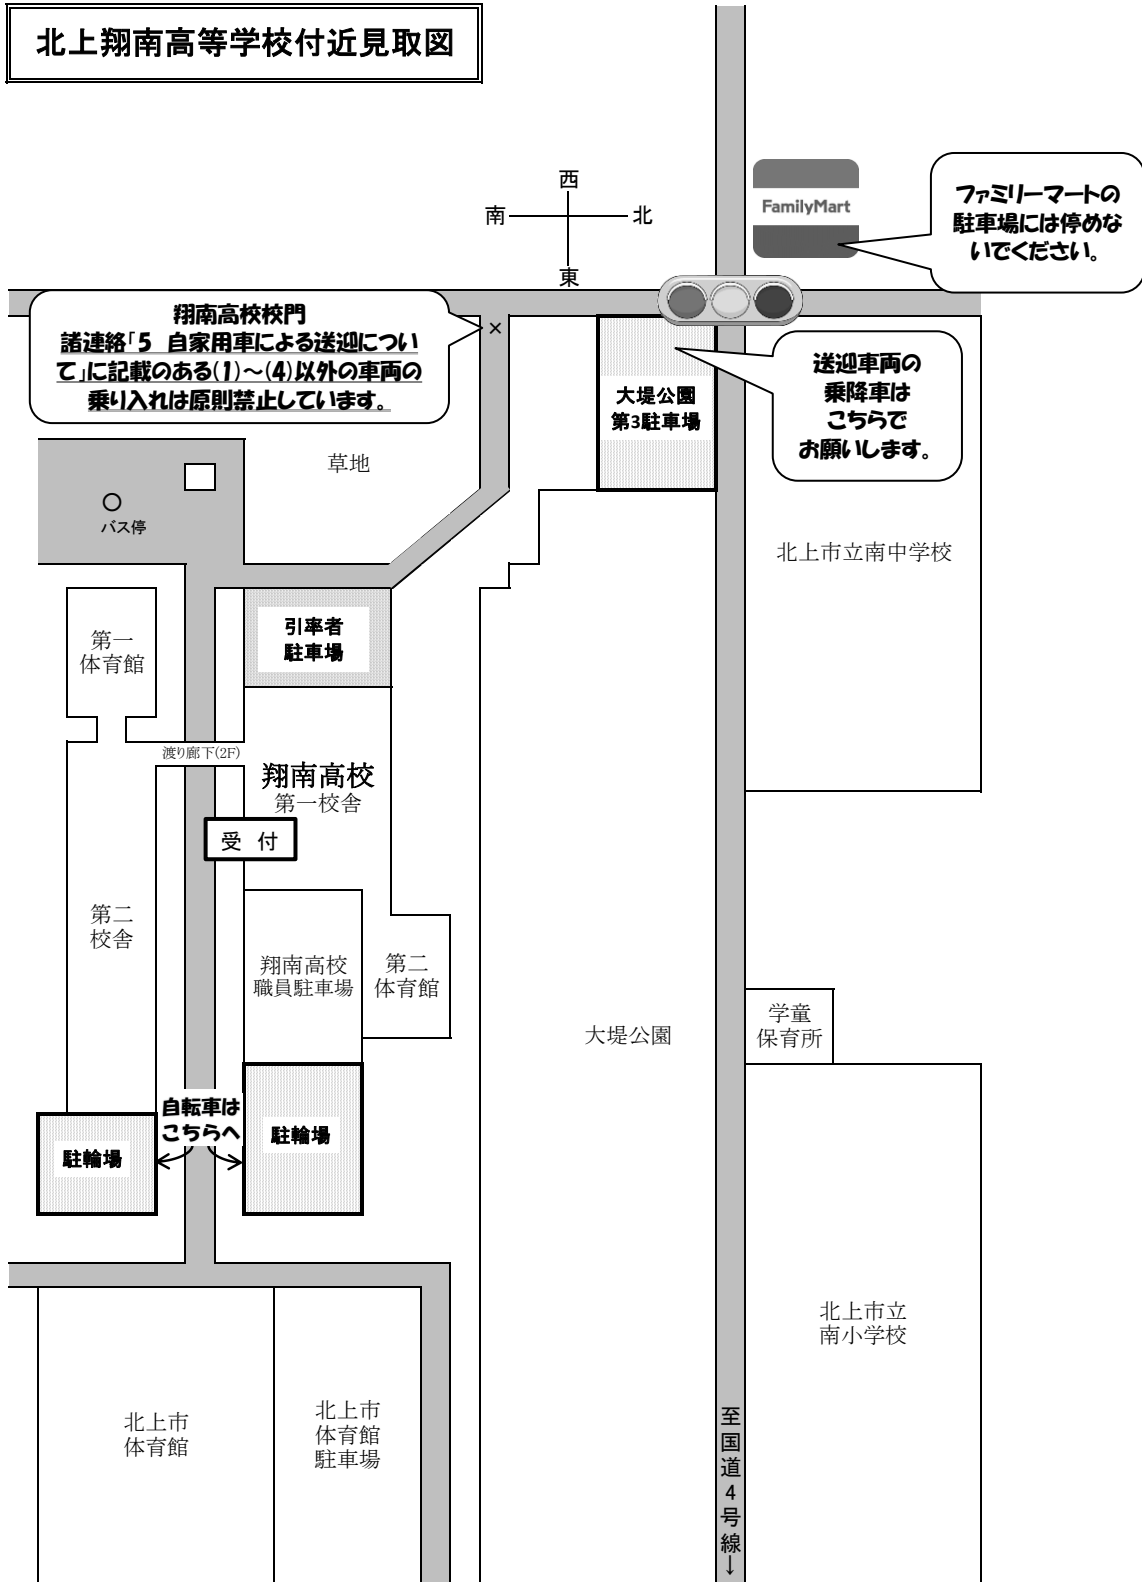 北上翔南高等学校付近見取図
西
南
北
東
FamilyMart
ファミリーマートの
駐車場には停めな
いでください。
翔南高校校門
諸連絡「5 自家用車による送迎につい
て」に記載のある(1)～(4)以外の車両の
乗り入れは原則禁止しています。
×
大堤公園
第3駐車場
送迎車両の
乗降車は
こちらで
お願いします。
草地
○
バス停
北上市立南中学校
第一
体育館
引率者
駐車場
渡り廊下(2F)
翔南高校
第一校舎
受 付
第二
校舎
翔南高校
職員駐車場
第二
体育館
大堤公園
学童
保育所
自転車は
こちらへ
駐輪場
駐輪場
北上市立
南小学校
北上市
体育館
北上市
体育館
駐車場
至国道4号線↓